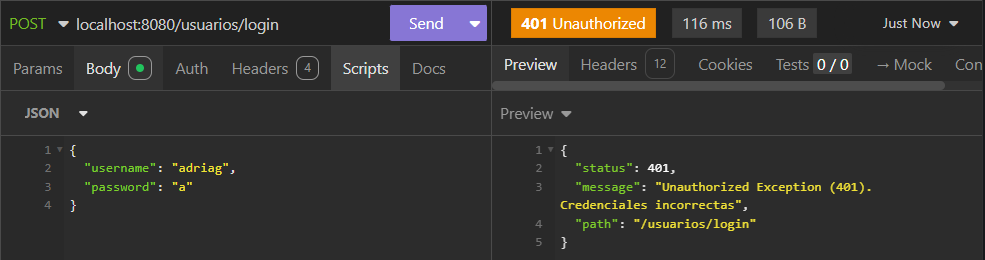 POST localhost:8080/usuarios/login Send
401 Unauthorized 116 ms 106 B Just Now
Params Body Auth Headers 4 Scripts Docs
Preview Headers 12 Cookies Tests 0 / 0 → Mock Con
JSON
Preview
1 {
2 "username": "adriag",
3 "password": "a"
4 }
1 {
2 "status": 401,
3 "message": "Unauthorized Exception (401).
Credenciales incorrectas",
4 "path": "/usuarios/login"
5 }